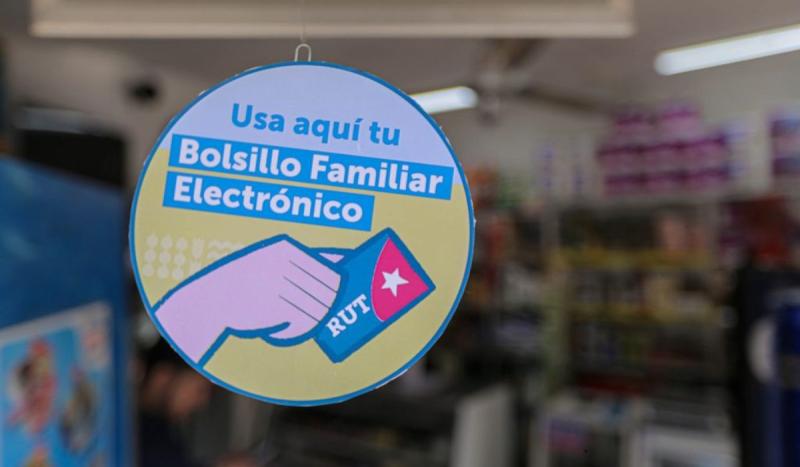 Usa aquí tu
Bolsillo Familiar
Electrónico
RUT